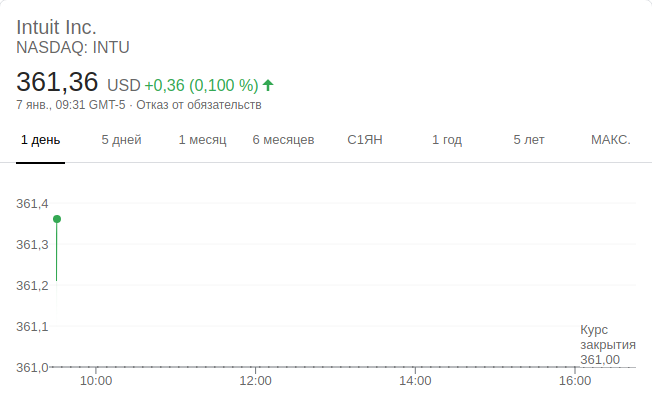 Intuit Inc.
NASDAQ: INTU
361,36 USD +0,36 (0,100 %)
7 янв., 09:31 GMT-5 · Отказ от обязательств
1 день 5 дней 1 месяц 6 месяцев С1ЯН 1 год 5 лет МАКС.
361,4
361,3
361,2
361,1
361,0
Курс
закрытия
361,00
10:00 12:00 14:00 16:00